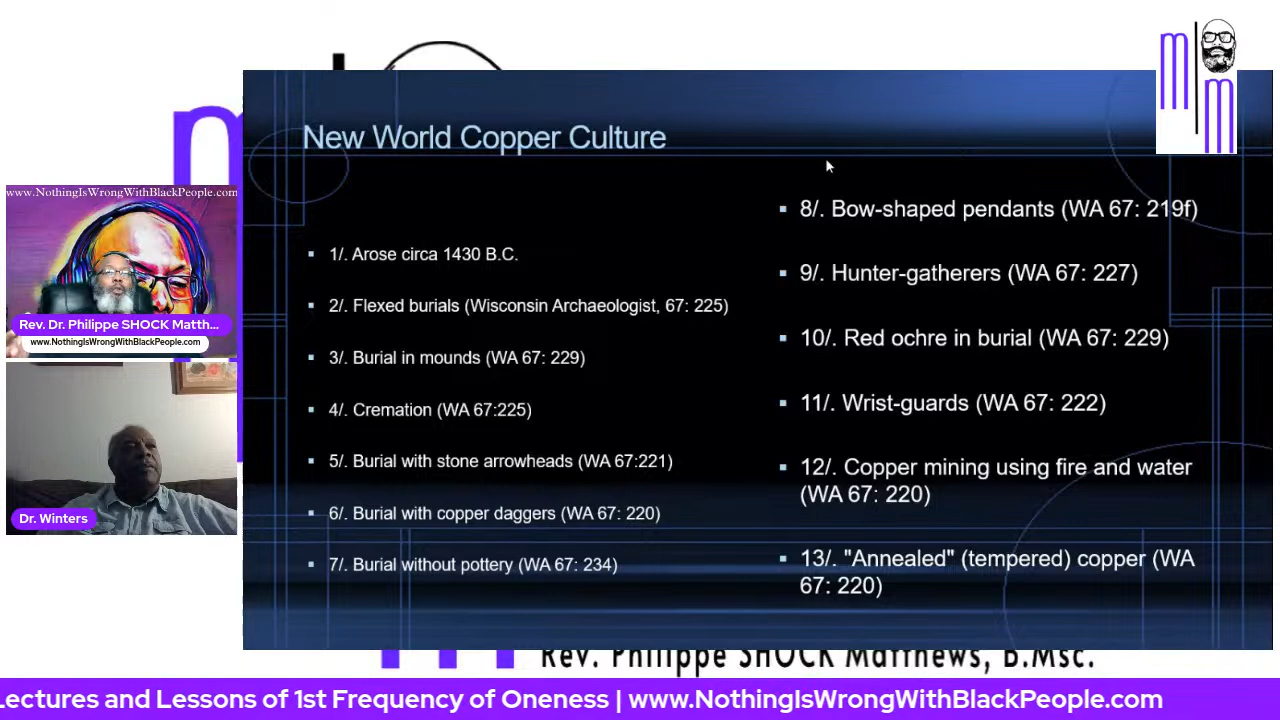 New World Copper Culture
1/. Arose circa 1430 B.C.
2/. Flexed burials (Wisconsin Archaeologist, 67: 225)
3/. Burial in mounds (WA 67: 229)
4/. Cremation (WA 67:225)
5/. Burial with stone arrowheads (WA 67:221)
6/. Burial with copper daggers (WA 67: 220)
7/. Burial without pottery (WA 67: 234)
8/. Bow-shaped pendants (WA 67: 219f)
9/. Hunter-gatherers (WA 67: 227)
10/. Red ochre in burial (WA 67: 229)
11/. Wrist-guards (WA 67: 222)
12/. Copper mining using fire and water
(WA 67: 220)
13/. "Annealed" (tempered) copper (WA
67: 220)
m
m
www.NothingIsWrongWithBlackPeople.com
Rev. Dr. Philippe SHOCK Matth...
www.NothingIsWrongWithBlackPeople.com
Dr. Winters
Rev. Philippe SHOCK Matthews, B.Msc.
Lectures and Lessons of 1st Frequency of Oneness | www.NothingIsWrongWithBlackPeople.com